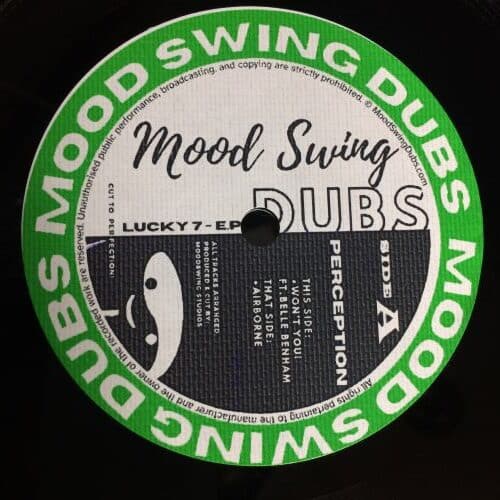 MOOD SWING DUBS MOOD SWING DUBS
All rights pertaining to the manufacturer and the owner of the recorded work are reserved. Unauthorised public performance, broadcasting, and copying are strictly prohibited. © MoodSwingDubs.com
Mood Swing
DUBS
LUCKY 7 - E.P
CUT TO PERFECTION:
ALL TRACKS ARRANGED,
PRODUCED & CUT BY:
MOODSWING STUDIOS
SIDE A
PERCEPTION
THIS SIDE:
•WON'T YOU!
FT. BELLE BENHAM
THAT SIDE:
•AIRBORNE